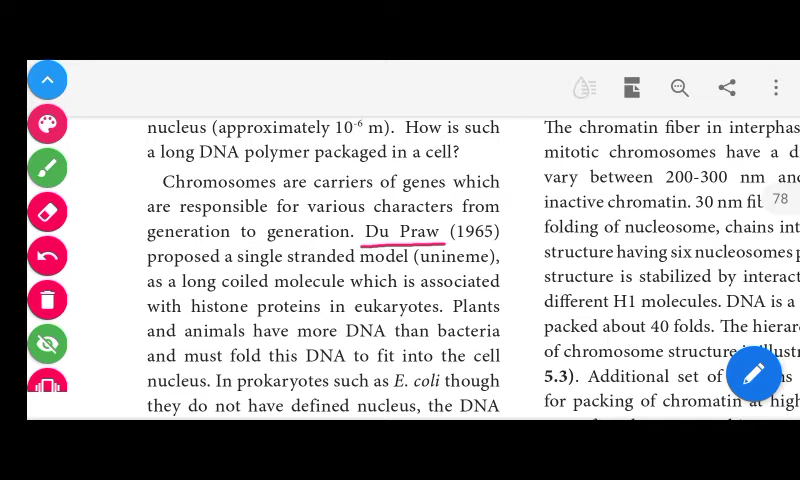 nucleus (approximately 10⁻⁶ m). How is such
a long DNA polymer packaged in a cell?
Chromosomes are carriers of genes which
are responsible for various characters from
generation to generation. Du Praw (1965)
proposed a single stranded model (unineme),
as a long coiled molecule which is associated
with histone proteins in eukaryotes. Plants
and animals have more DNA than bacteria
and must fold this DNA to fit into the cell
nucleus. In prokaryotes such as E. coli though
they do not have defined nucleus, the DNA
The chromatin fiber in interphas
mitotic chromosomes have a d
vary between 200-300 nm and
inactive chromatin. 30 nm fib
78
folding of nucleosome, chains int
structure having six nucleosomes p
structure is stabilized by interact
different H1 molecules. DNA is a
packed about 40 folds. The hierar
of chromosome structure illustr
5.3). Additional set of
for packing of chromatin at high